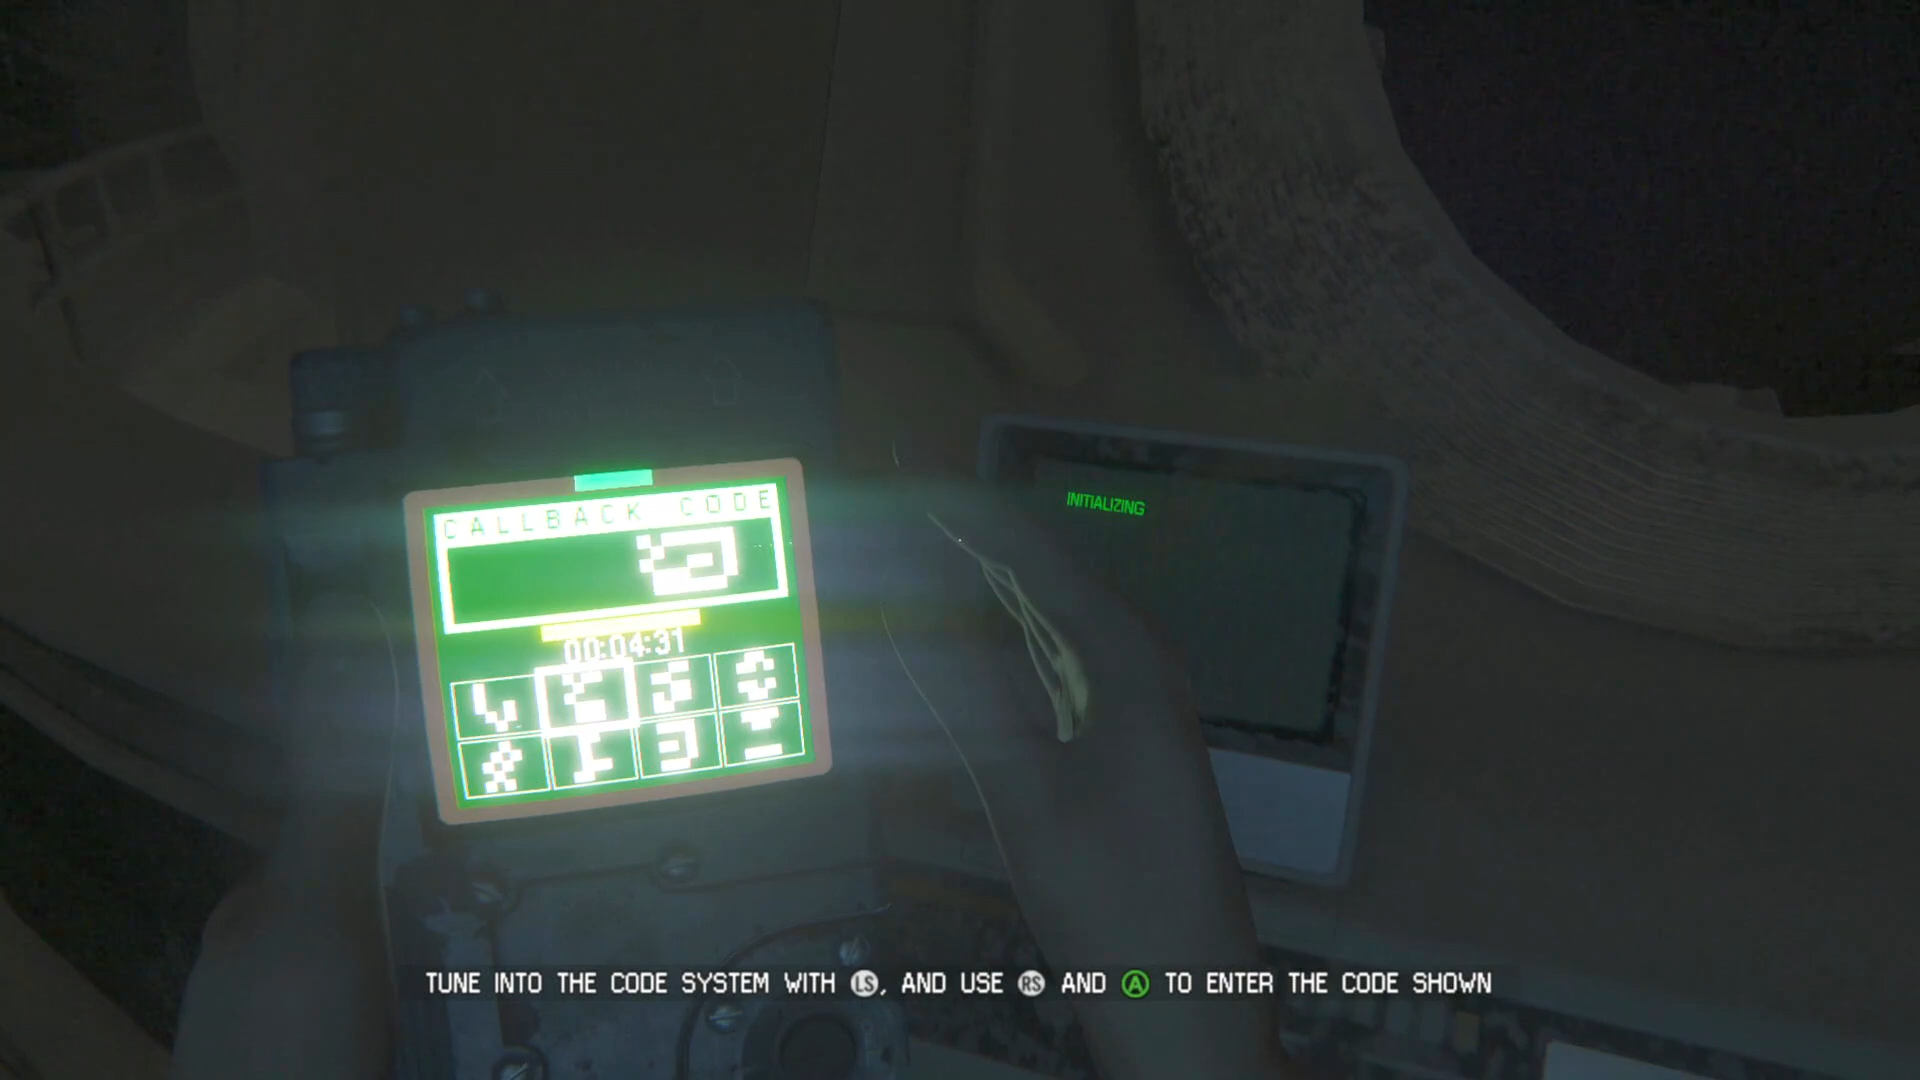 CALLBACK CODE
00:04:31
INITIALIZING
TUNE INTO THE CODE SYSTEM WITH LS, AND USE RS AND A TO ENTER THE CODE SHOWN